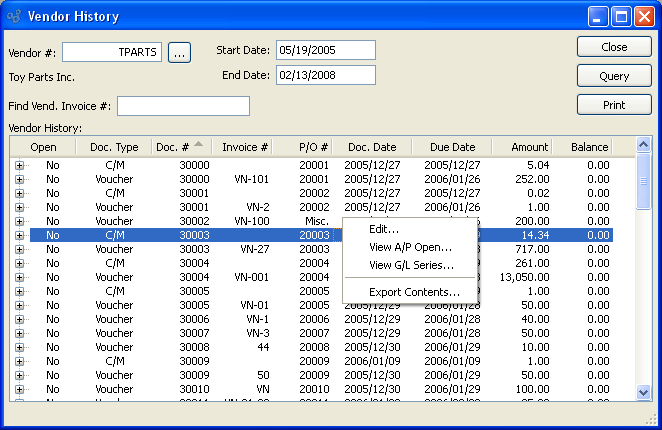 Vendor History
Vendor #: TPARTS ... Start Date: 05/19/2005 Close
Toy Parts Inc. End Date: 02/13/2008 Query
Find Vend. Invoice #: Print
Vendor History:
Open Doc. Type Doc. # Invoice # P/O # Doc. Date Due Date Amount Balance
No C/M 30000 20001 2005/12/27 2005/12/27 5.04 0.00
No Voucher 30000 VN-101 20001 2005/12/27 2006/01/26 252.00 0.00
No C/M 30001 20002 2005/12/27 2005/12/27 0.02 0.00
No Voucher 30001 VN-2 20002 2005/12/27 2006/01/26 1.00 0.00
No Voucher 30002 VN-100 Misc. 200.00 0.00
No C/M 30003 20003 14.34 0.00
No Voucher 30003 VN-27 20003 717.00 0.00
No C/M 30004 20004 261.00 0.00
No Voucher 30004 VN-001 20004 13,050.00 0.00
No C/M 30005 20005 1.00 0.00
No Voucher 30005 VN-01 20005 2005/12/29 2006/01/28 50.00 0.00
No Voucher 30006 VN-1 20006 2005/12/29 2006/01/28 40.00 0.00
No Voucher 30007 VN-3 20007 2005/12/29 2006/01/28 50.00 0.00
No Voucher 30008 44 20008 2005/12/30 2006/01/29 10.00 0.00
No C/M 30009 20009 2006/01/09 2006/01/09 1.00 0.00
No Voucher 30009 50 20009 2005/12/30 2006/01/29 50.00 0.00
No Voucher 30010 VN 20010 2005/12/30 2006/01/29 100.00 0.00
Edit...
View A/P Open...
View G/L Series...
Export Contents...